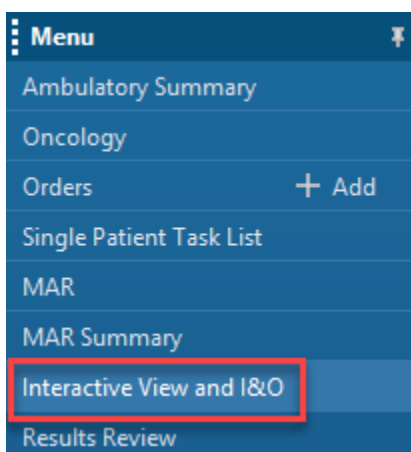 Menu
Ambulatory Summary
Oncology
Orders + Add
Single Patient Task List
MAR
MAR Summary
Interactive View and I&O
Results Review